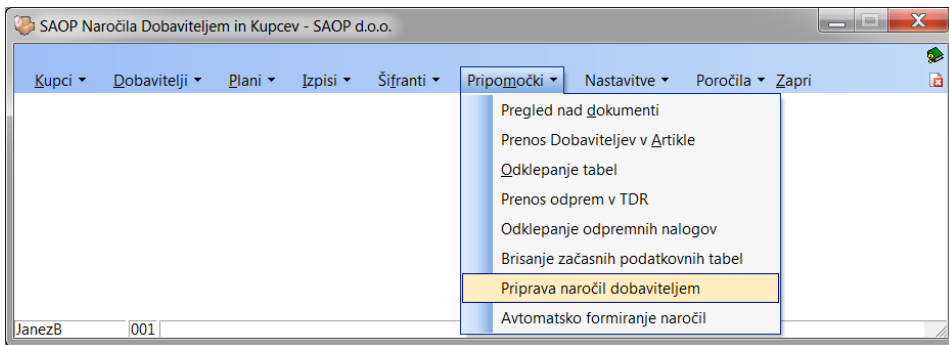 SAOP Naročila Dobaviteljem in Kupcev - SAOP d.o.o.
Kupci Dobavitelji Plani Izpisi Šifranti Pripomočki Nastavitve Poročila Zapri
Pregled nad dokumenti
Prenos Dobaviteljev v Artikle
Odklepanje tabel
Prenos odprem v TDR
Odklepanje odpremnih nalogov
Brisanje začasnih podatkovnih tabel
Priprava naročil dobaviteljem
Avtomatsko formiranje naročil
JanezB 001